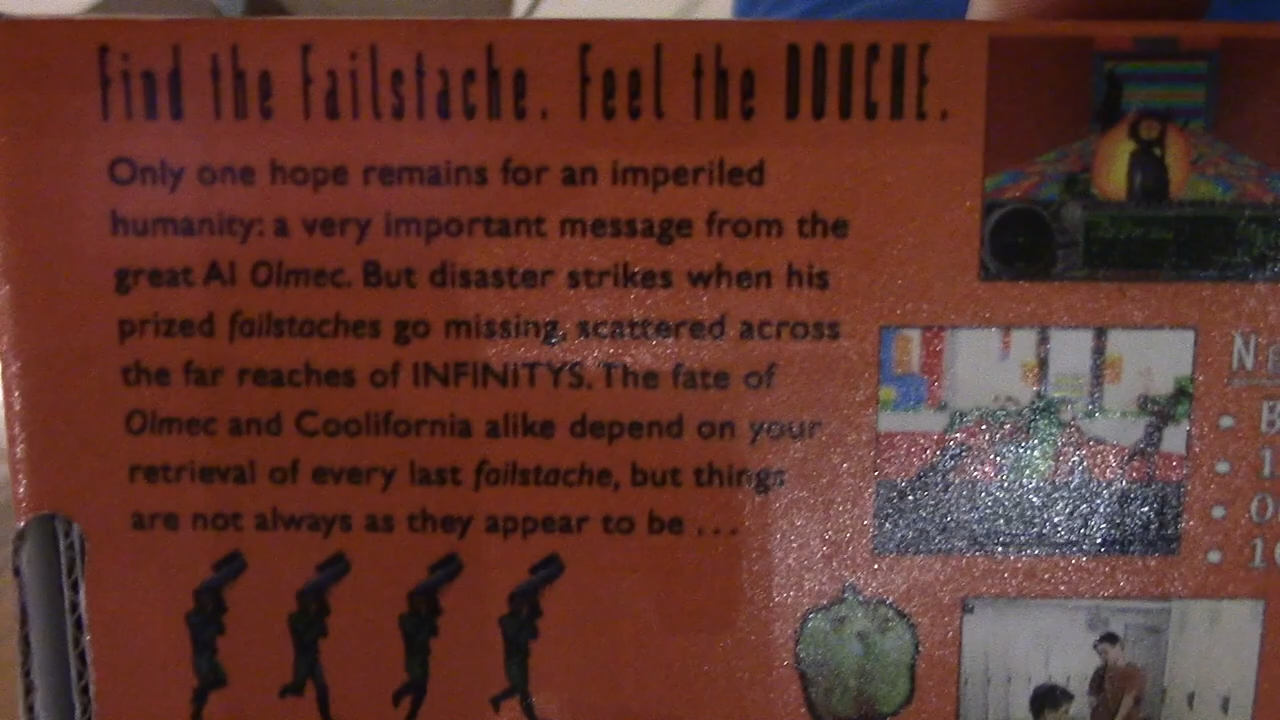 Find the Failstache. Feel the DOUCHE.
Only one hope remains for an imperiled
humanity: a very important message from the
great AI Olmec. But disaster strikes when his
prized failstaches go missing, scattered across
the far reaches of INFINITYS. The fate of
Olmec and Coolifornia alike depend on your
retrieval of every last failstache, but things
are not always as they appear to be . . .